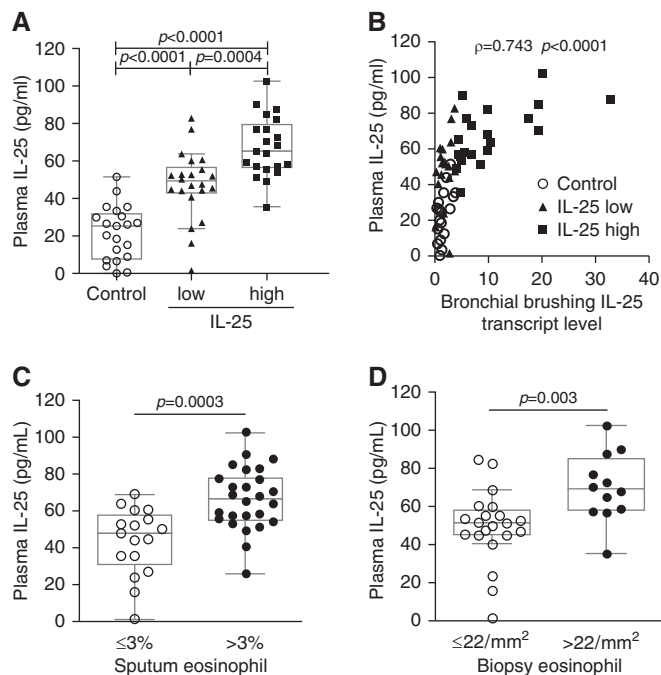 A
p<0.0001
p<0.0001 p=0.0004
Plasma IL-25 (pg/ml)
120
100
80
60
40
20
0
Control low high
IL-25
B
ρ=0.743 p<0.0001
Plasma IL-25 (pg/ml)
120
100
80
60
40
20
0
Control
IL-25 low
IL-25 high
0 10 20 30 40
Bronchial brushing IL-25
transcript level
C
p=0.0003
Plasma IL-25 (pg/mL)
120
100
80
60
40
20
0
≤3% >3%
Sputum eosinophil
D
p=0.003
Plasma IL-25 (pg/mL)
120
100
80
60
40
20
0
≤22/mm² >22/mm²
Biopsy eosinophil